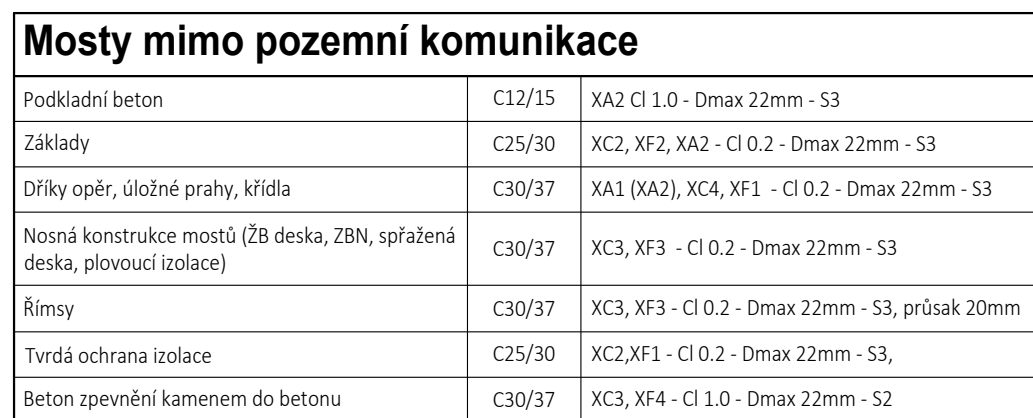 Mosty mimo pozemní komunikace
Podkladní beton C12/15 XA2 Cl 1.0 - Dmax 22mm - S3
Základy C25/30 XC2, XF2, XA2 - Cl 0.2 - Dmax 22mm - S3
Dříky opěr, úložné prahy, křídla C30/37 XA1 (XA2), XC4, XF1 - Cl 0.2 - Dmax 22mm - S3
Nosná konstrukce mostů (ŽB deska, ZBN, spřažená
deska, plovoucí izolace) C30/37 XC3, XF3 - Cl 0.2 - Dmax 22mm - S3
Římsy C30/37 XC3, XF3 - Cl 0.2 - Dmax 22mm - S3, průsak 20mm
Tvrdá ochrana izolace C25/30 XC2,XF1 - Cl 0.2 - Dmax 22mm - S3,
Beton zpevnění kamenem do betonu C30/37 XC3, XF4 - Cl 1.0 - Dmax 22mm - S2